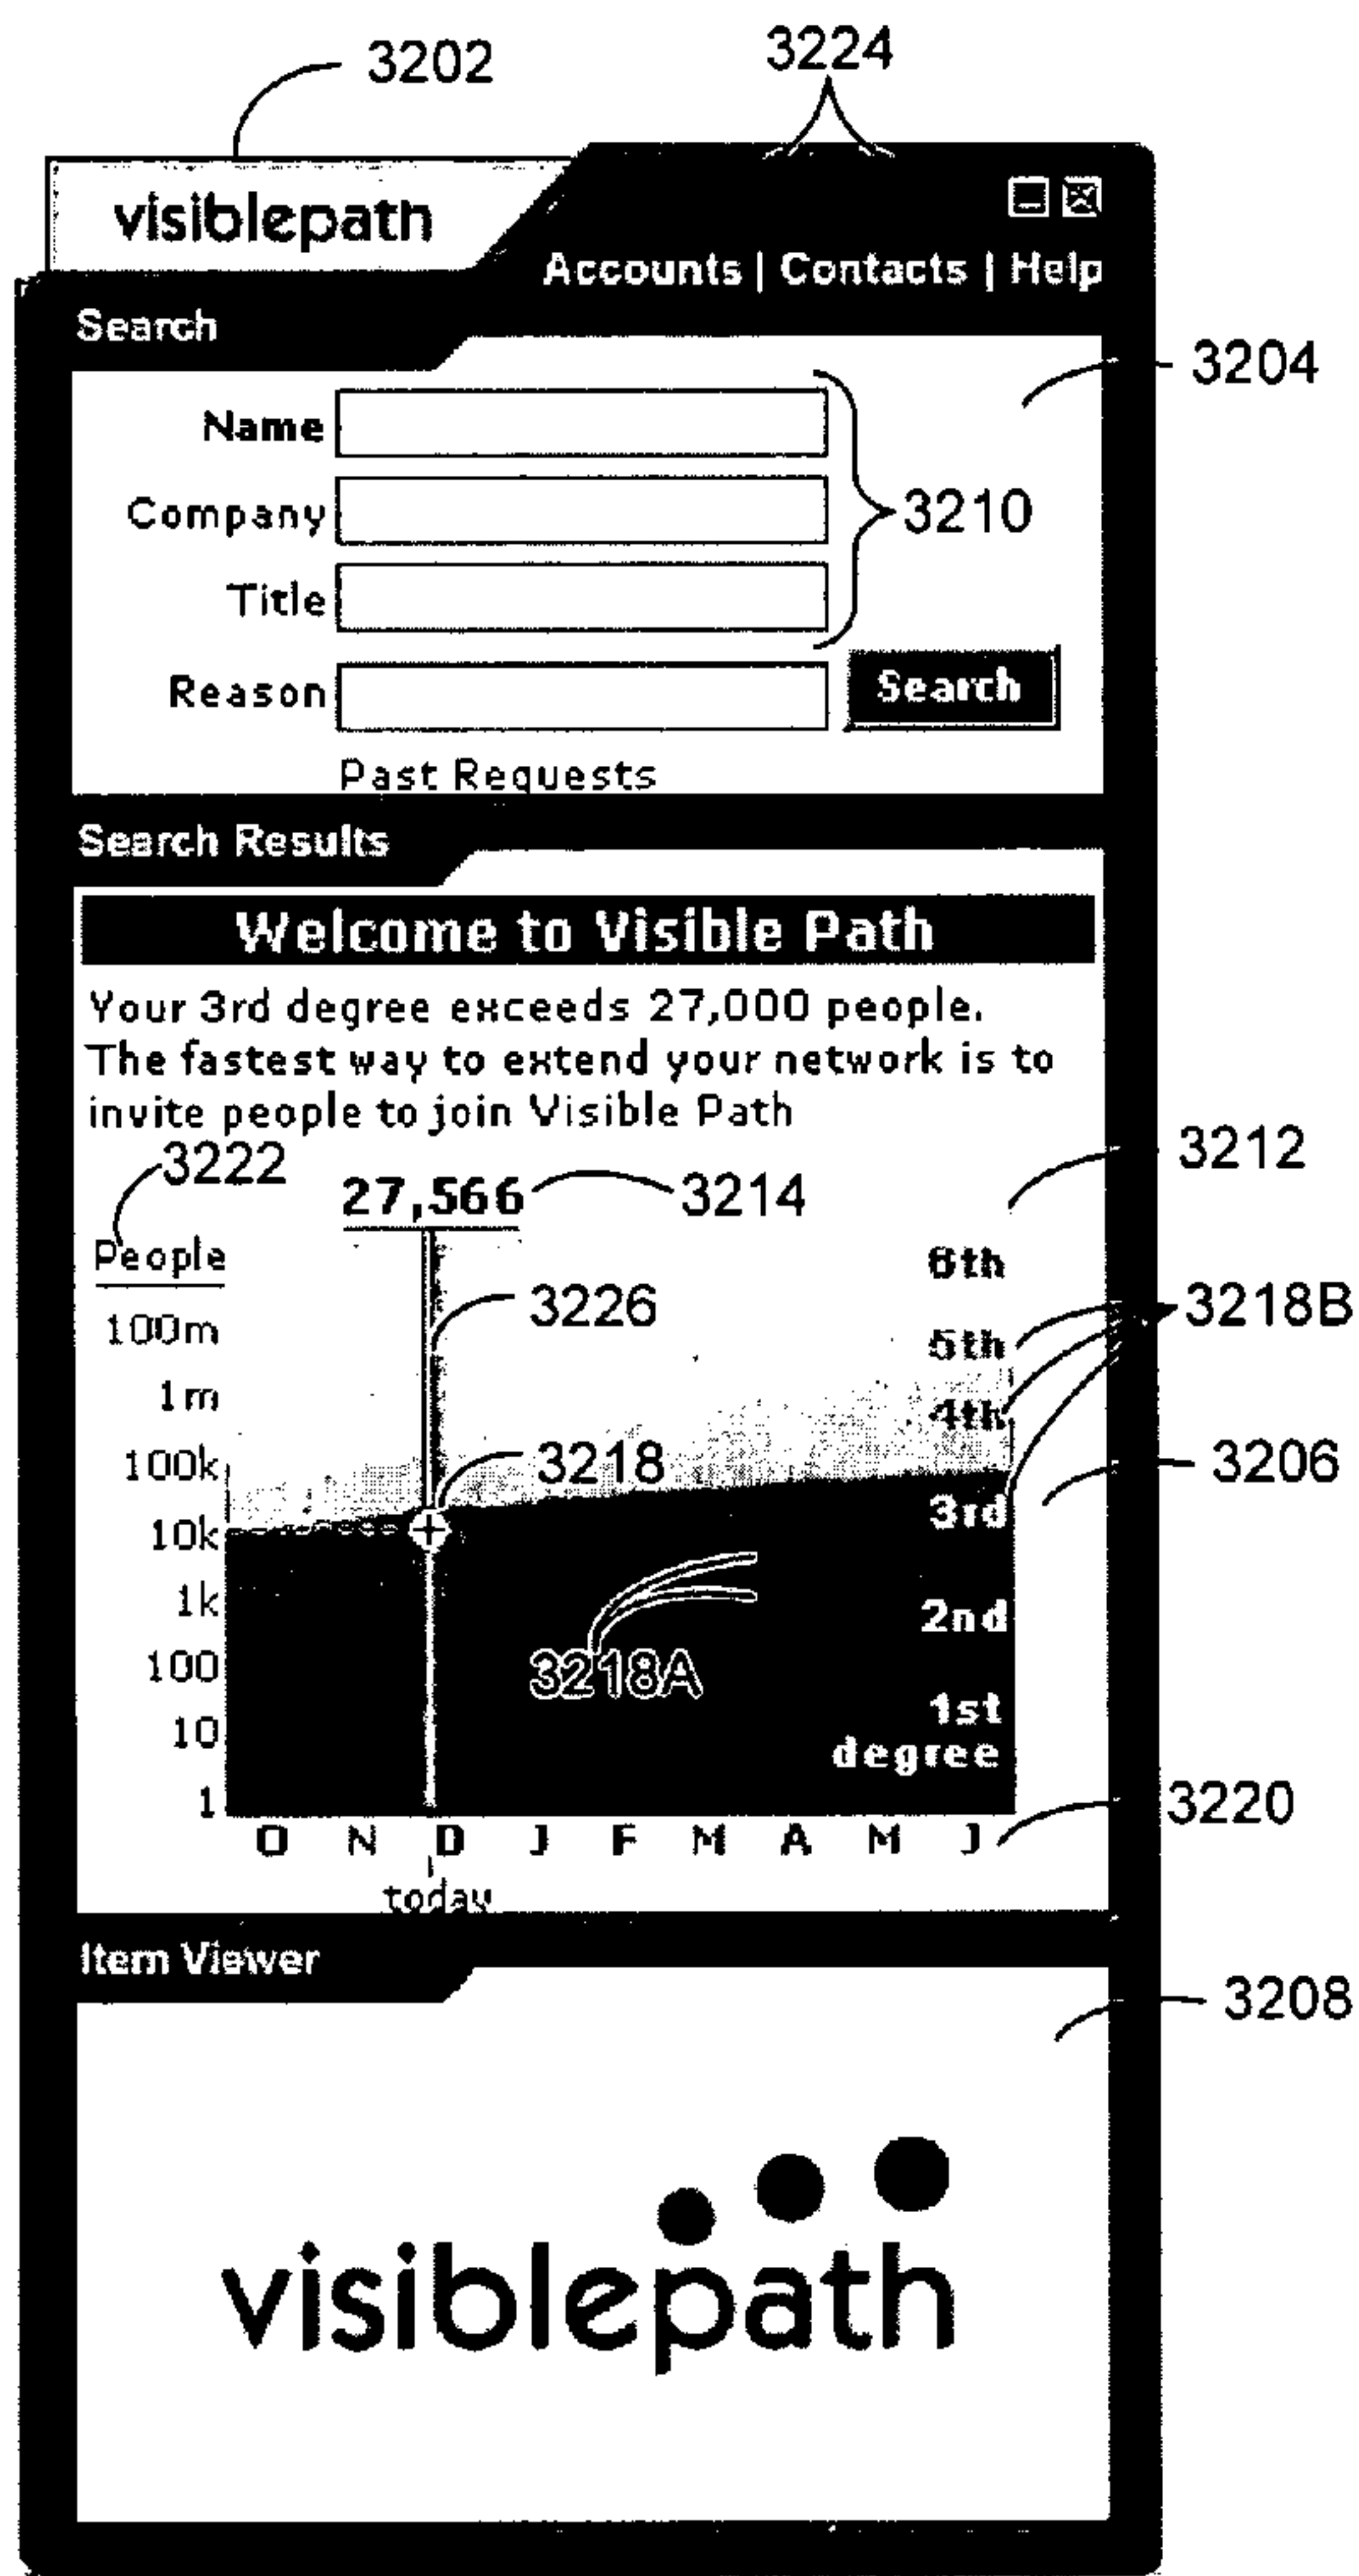 3202
3224
visiblepath
Accounts | Contacts | Help
Search
3204
Name
Company
3210
Title
Reason
Search
Past Requests
Search Results
Welcome to Visible Path
Your 3rd degree exceeds 27,000 people.
The fastest way to extend your network is to
invite people to join Visible Path
3222
27,566
3214
3212
People
6th
3226
3218B
100m
5th
1m
4th
100k
3218
3206
10k
3rd
1k
2nd
100
3218A
10
1st
degree
1
3220
O N D J F M A M J
today
Item Viewer
3208
visiblepath